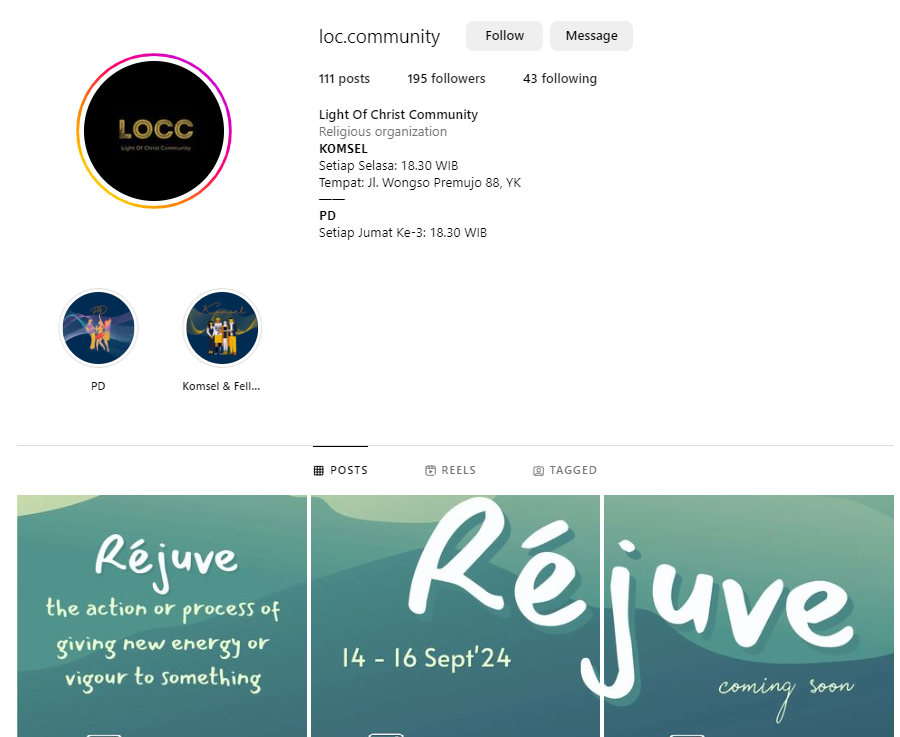 loc.community
Follow
Message
111 posts
195 followers
43 following
Light Of Christ Community
Religious organization
KOMSEL
Setiap Selasa: 18.30 WIB
Tempat: Jl. Wongso Premujo 88, YK
——
PD
Setiap Jumat Ke-3: 18.30 WIB
LOCC
Light Of Christ Community
PD
Komsel
PD
Komsel & Fell...
POSTS
REELS
TAGGED
Réjuve
the action or process of
giving new energy or
vigour to something
Réjuve
14 - 16 Sept'24
coming soon